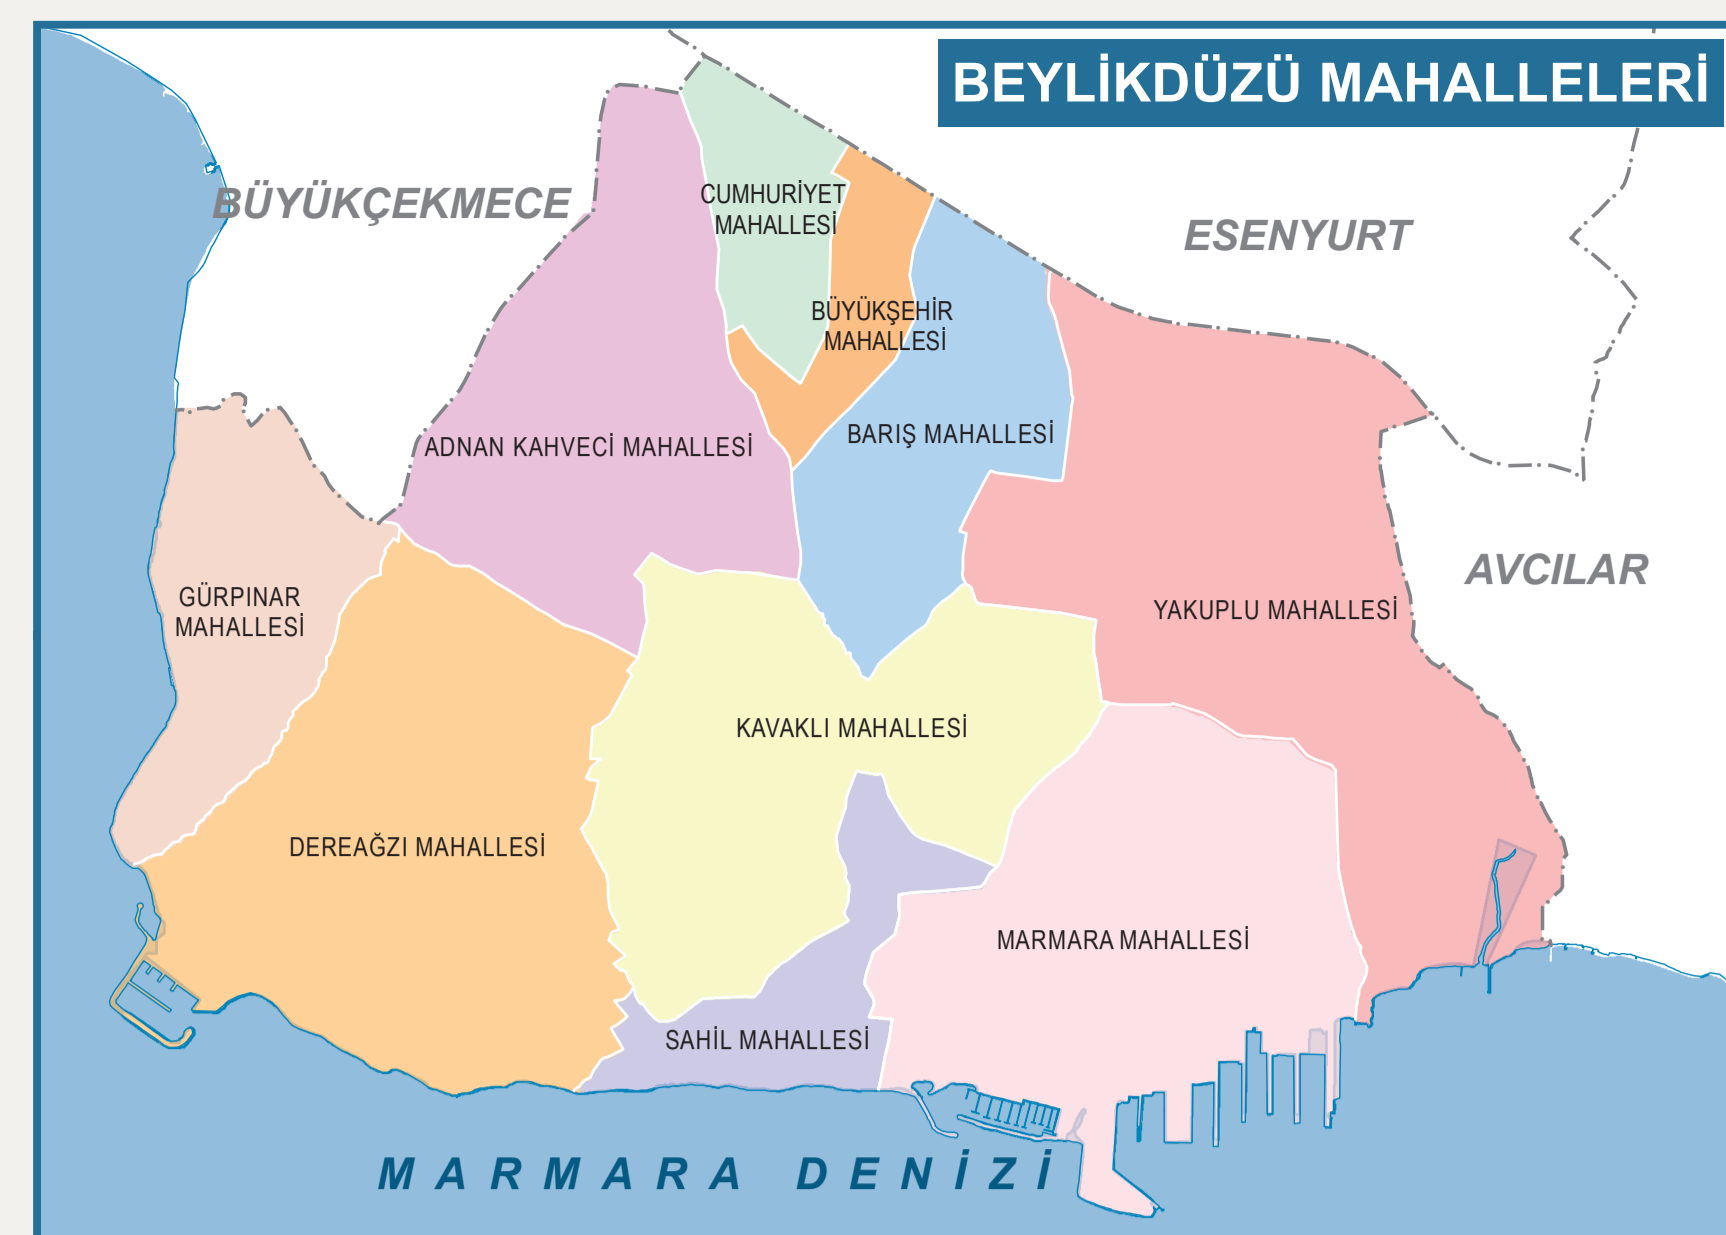 BEYLİKDÜZÜ MAHALLELERİ
BÜYÜKÇEKMECE
CUMHURİYET
MAHALLESİ
ESENYURT
BÜYÜKŞEHİR
MAHALLESİ
ADNAN KAHVECİ MAHALLESİ
BARIŞ MAHALLESİ
AVCILAR
GÜRPINAR
MAHALLESİ
YAKUPLU MAHALLESİ
KAVAKLI MAHALLESİ
DEREAĞZI MAHALLESİ
MARMARA MAHALLESİ
SAHİL MAHALLESİ
MARMARA DENİZİ